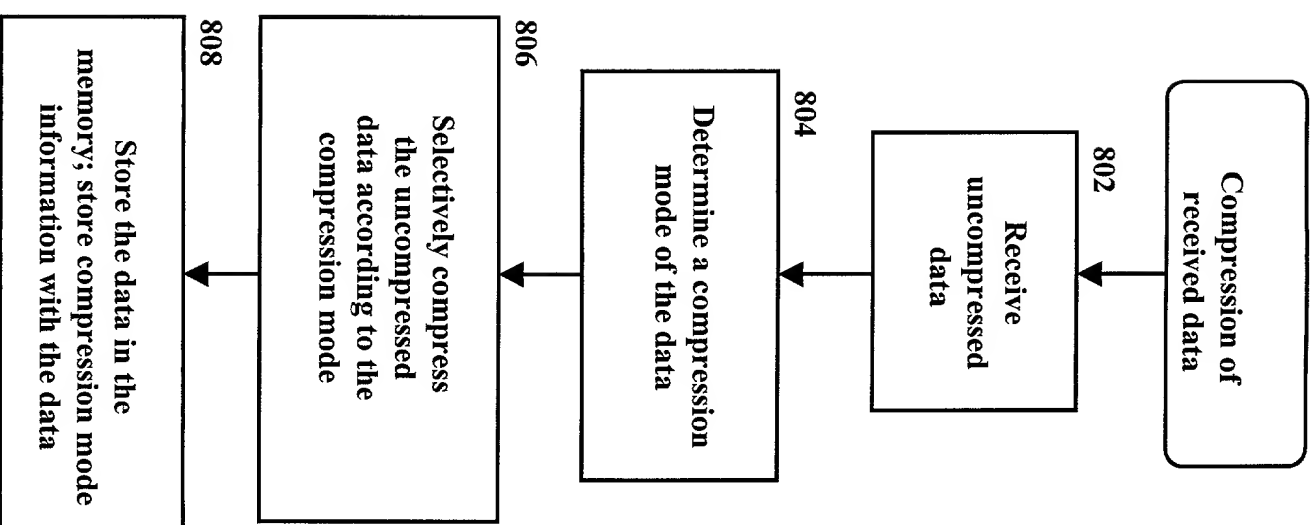 Compression of
received data
802
Receive
uncompressed
data
804
Determine a compression
mode of the data
806
Selectively compress
the uncompressed
data according to the
compression mode
808
Store the data in the
memory; store compression mode
information with the data